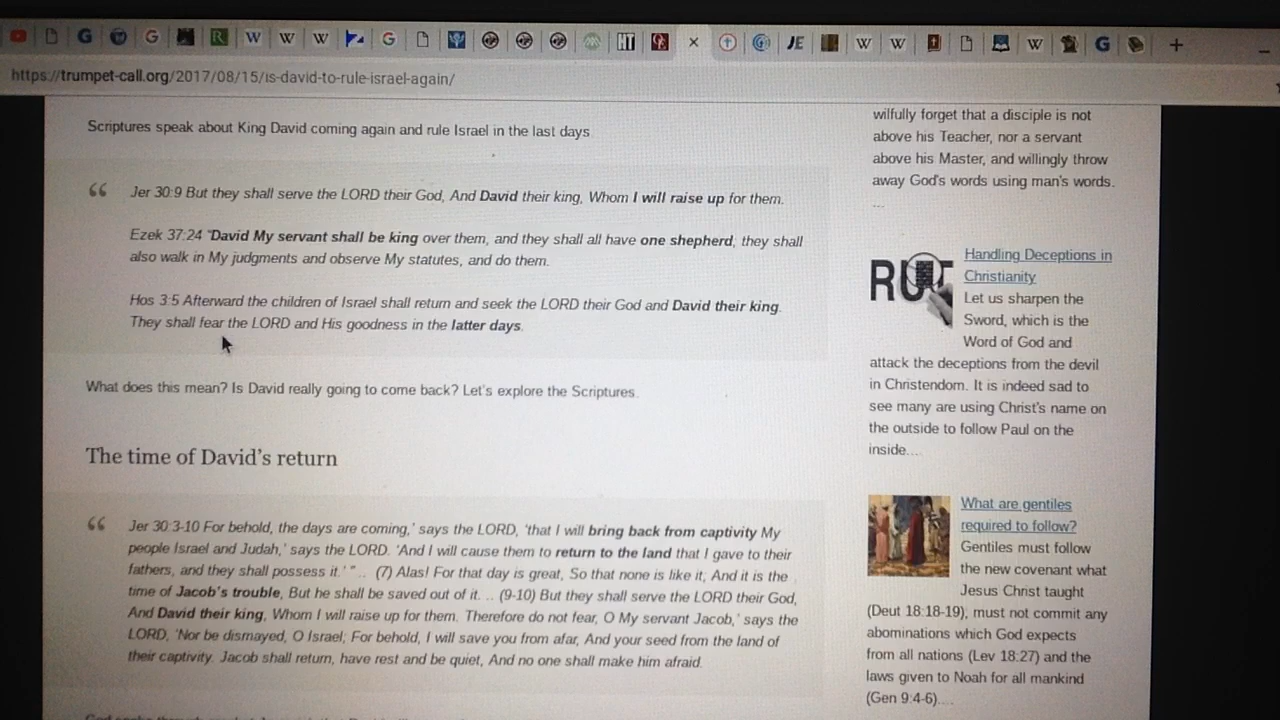 https://trumpet-call.org/2017/08/15/is-david-to-rule-israel-again/
Scriptures speak about King David coming again and rule Israel in the last days.
Jer 30:9 But they shall serve the LORD their God, And David their king, Whom I will raise up for them.
Ezek 37:24 "David My servant shall be king over them, and they shall all have one shepherd; they shall
also walk in My judgments and observe My statutes, and do them.
Hos 3:5 Afterward the children of Israel shall return and seek the LORD their God and David their king.
They shall fear the LORD and His goodness in the latter days.
What does this mean? Is David really going to come back? Let's explore the Scriptures.
The time of David's return
Jer 30:3-10 For behold, the days are coming,' says the LORD, 'that I will bring back from captivity My
people Israel and Judah,' says the LORD. 'And I will cause them to return to the land that I gave to their
fathers, and they shall possess it.' " .. (7) Alas! For that day is great, So that none is like it; And it is the
time of Jacob's trouble, But he shall be saved out of it. .. (9-10) But they shall serve the LORD their God,
And David their king, Whom I will raise up for them. Therefore do not fear, O My servant Jacob,' says the
LORD, 'Nor be dismayed, O Israel; For behold, I will save you from afar, And your seed from the land of
their captivity. Jacob shall return, have rest and be quiet, And no one shall make him afraid.
wilfully forget that a disciple is not
above his Teacher, nor a servant
above his Master, and willingly throw
away God's words using man's words.
...
Handling Deceptions in
Christianity
Let us sharpen the
Sword, which is the
Word of God and
attack the deceptions from the devil
in Christendom. It is indeed sad to
see many are using Christ's name on
the outside to follow Paul on the
inside....
What are gentiles
required to follow?
Gentiles must follow
the new covenant what
Jesus Christ taught
(Deut 18:18-19), must not commit any
abominations which God expects
from all nations (Lev 18:27) and the
laws given to Noah for all mankind
(Gen 9:4-6)....